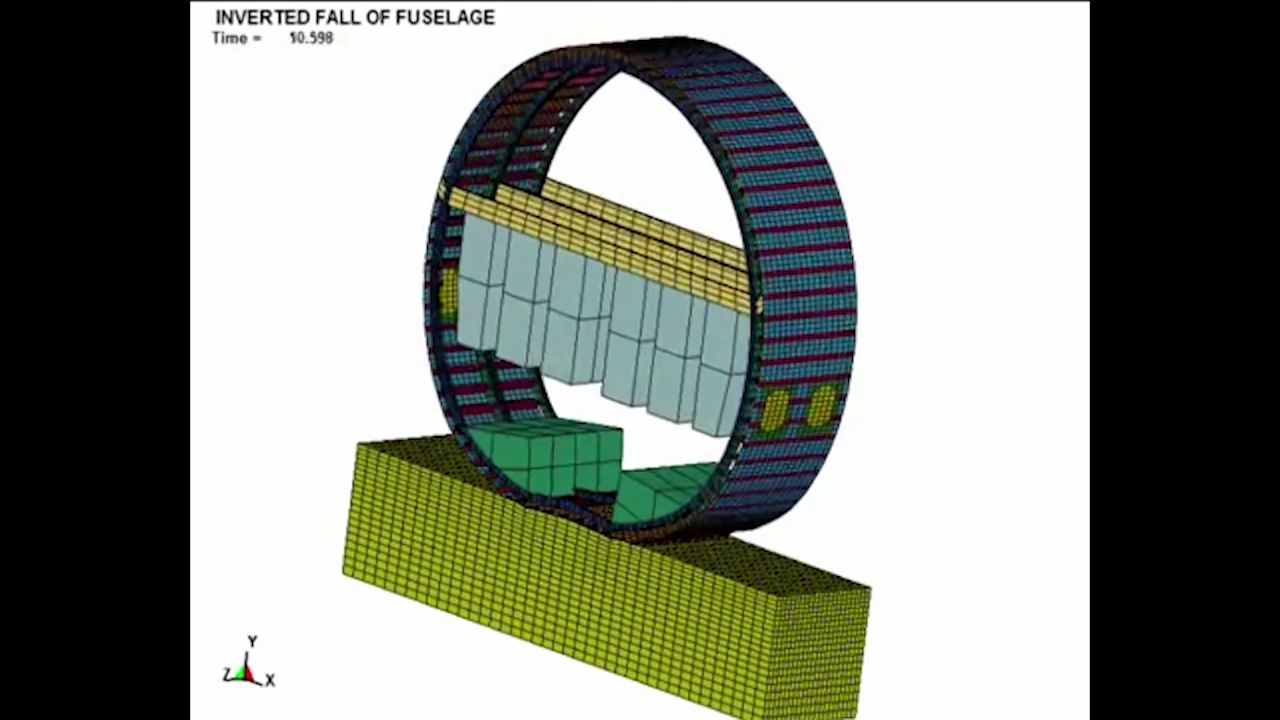 INVERTED FALL OF FUSELAGE
Time = 10.598
Y
Z X